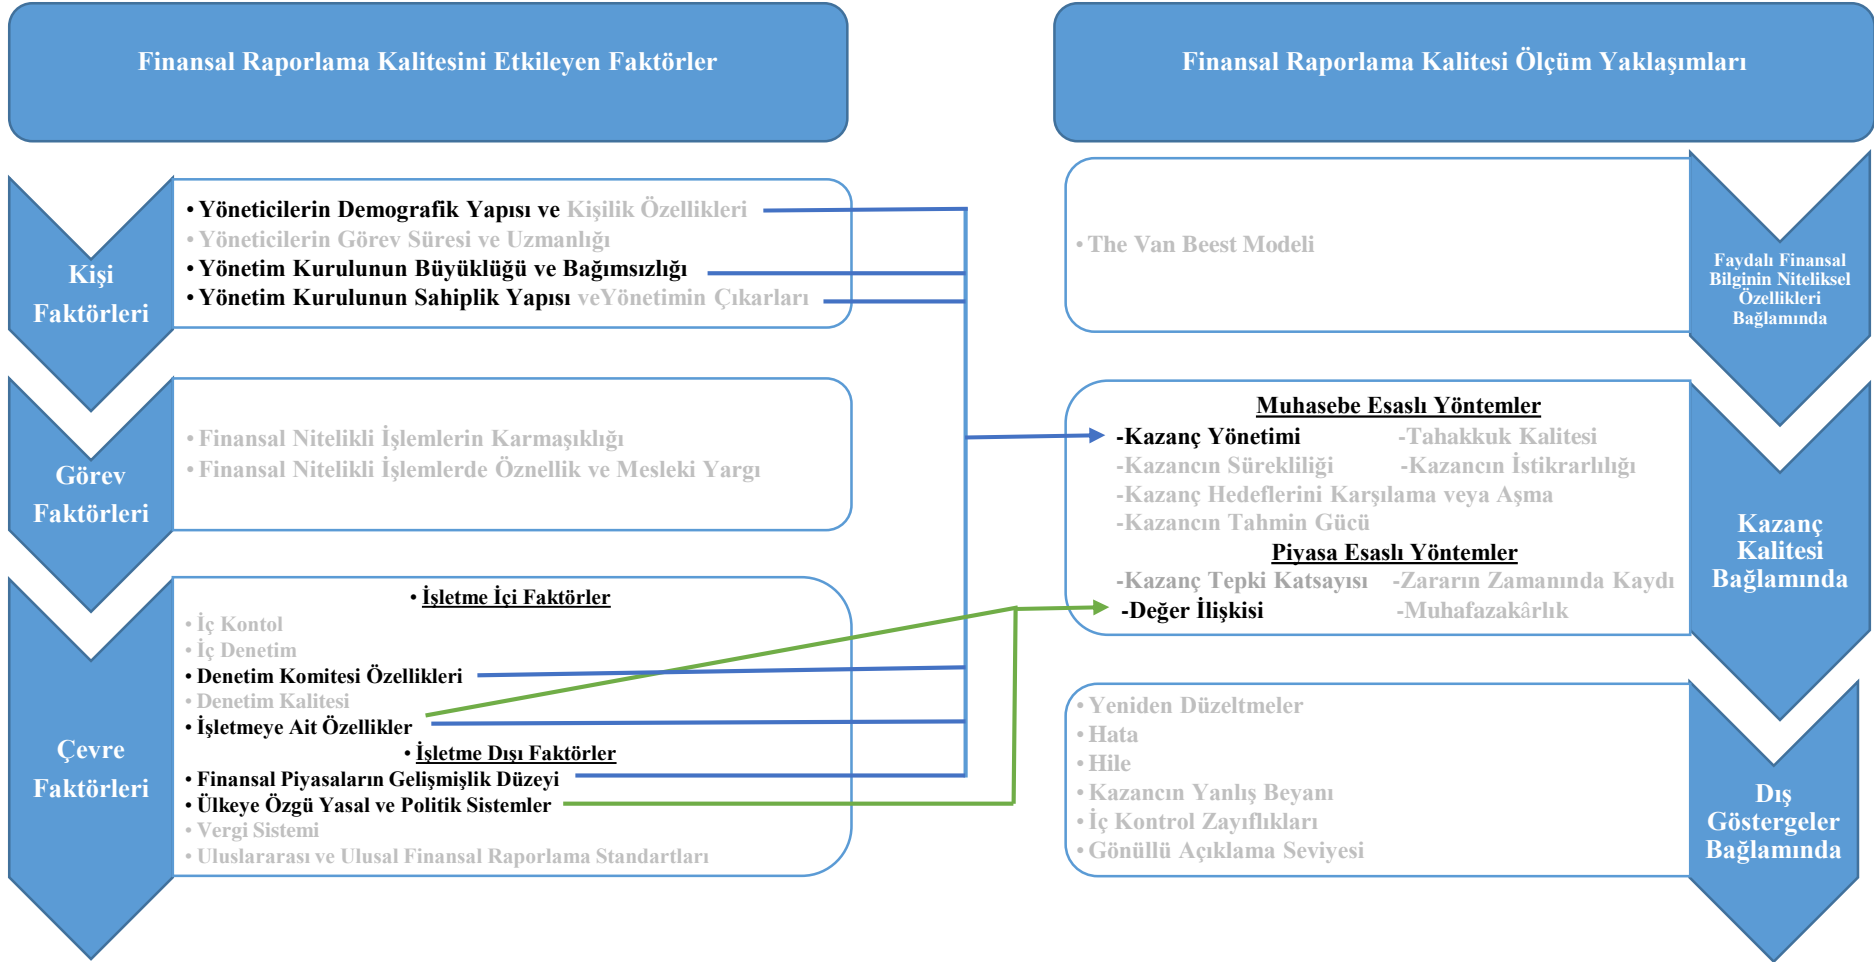 Finansal Raporlama Kalitesini Etkileyen Faktörler
Kişi
Faktörleri
• Yöneticilerin Demografik Yapısı ve Kişilik Özellikleri
• Yöneticilerin Görev Süresi ve Uzmanlığı
• Yönetim Kurulunun Büyüklüğü ve Bağımsızlığı
• Yönetim Kurulunun Sahiplik Yapısı veYönetimin Çıkarları
Görev
Faktörleri
• Finansal Nitelikli İşlemlerin Karmaşıklığı
• Finansal Nitelikli İşlemlerde Öznellik ve Mesleki Yargı
Çevre
Faktörleri
• İşletme İçi Faktörler
• İç Kontol
• İç Denetim
• Denetim Komitesi Özellikleri
• Denetim Kalitesi
• İşletmeye Ait Özellikler
• İşletme Dışı Faktörler
• Finansal Piyasaların Gelişmişlik Düzeyi
• Ülkeye Özgü Yasal ve Politik Sistemler
• Vergi Sistemi
• Uluslararası ve Ulusal Finansal Raporlama Standartları
Finansal Raporlama Kalitesi Ölçüm Yaklaşımları
• The Van Beest Modeli
Faydalı Finansal
Bilginin Niteliksel
Özellikleri
Bağlamında
Muhasebe Esaslı Yöntemler
-Kazanç Yönetimi -Tahakkuk Kalitesi
-Kazancın Sürekliliği -Kazancın İstikrarlılığı
-Kazanç Hedeflerini Karşılama veya Aşma
-Kazancın Tahmin Gücü
Piyasa Esaslı Yöntemler
-Kazanç Tepki Katsayısı -Zararın Zamanında Kaydı
-Değer İlişkisi -Muhafazakârlık
Kazanç
Kalitesi
Bağlamında
• Yeniden Düzeltmeler
• Hata
• Hile
• Kazancın Yanlış Beyanı
• İç Kontrol Zayıflıkları
• Gönüllü Açıklama Seviyesi
Dış
Göstergeler
Bağlamında